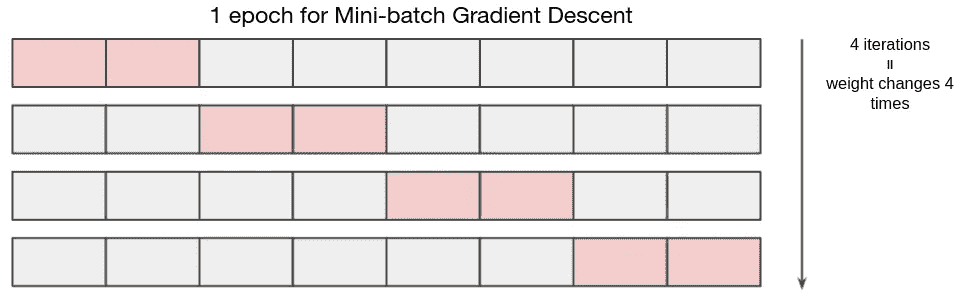 1 epoch for Mini-batch Gradient Descent
4 iterations
=
weight changes 4
times